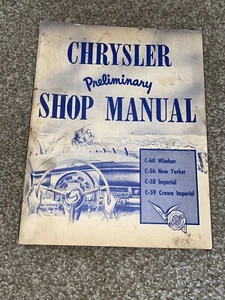 CHRYSLER
Preliminary
SHOP MANUAL
C-60 Windsor
C-56 New Yorker
C-58 Imperial
C-59 Crown Imperial